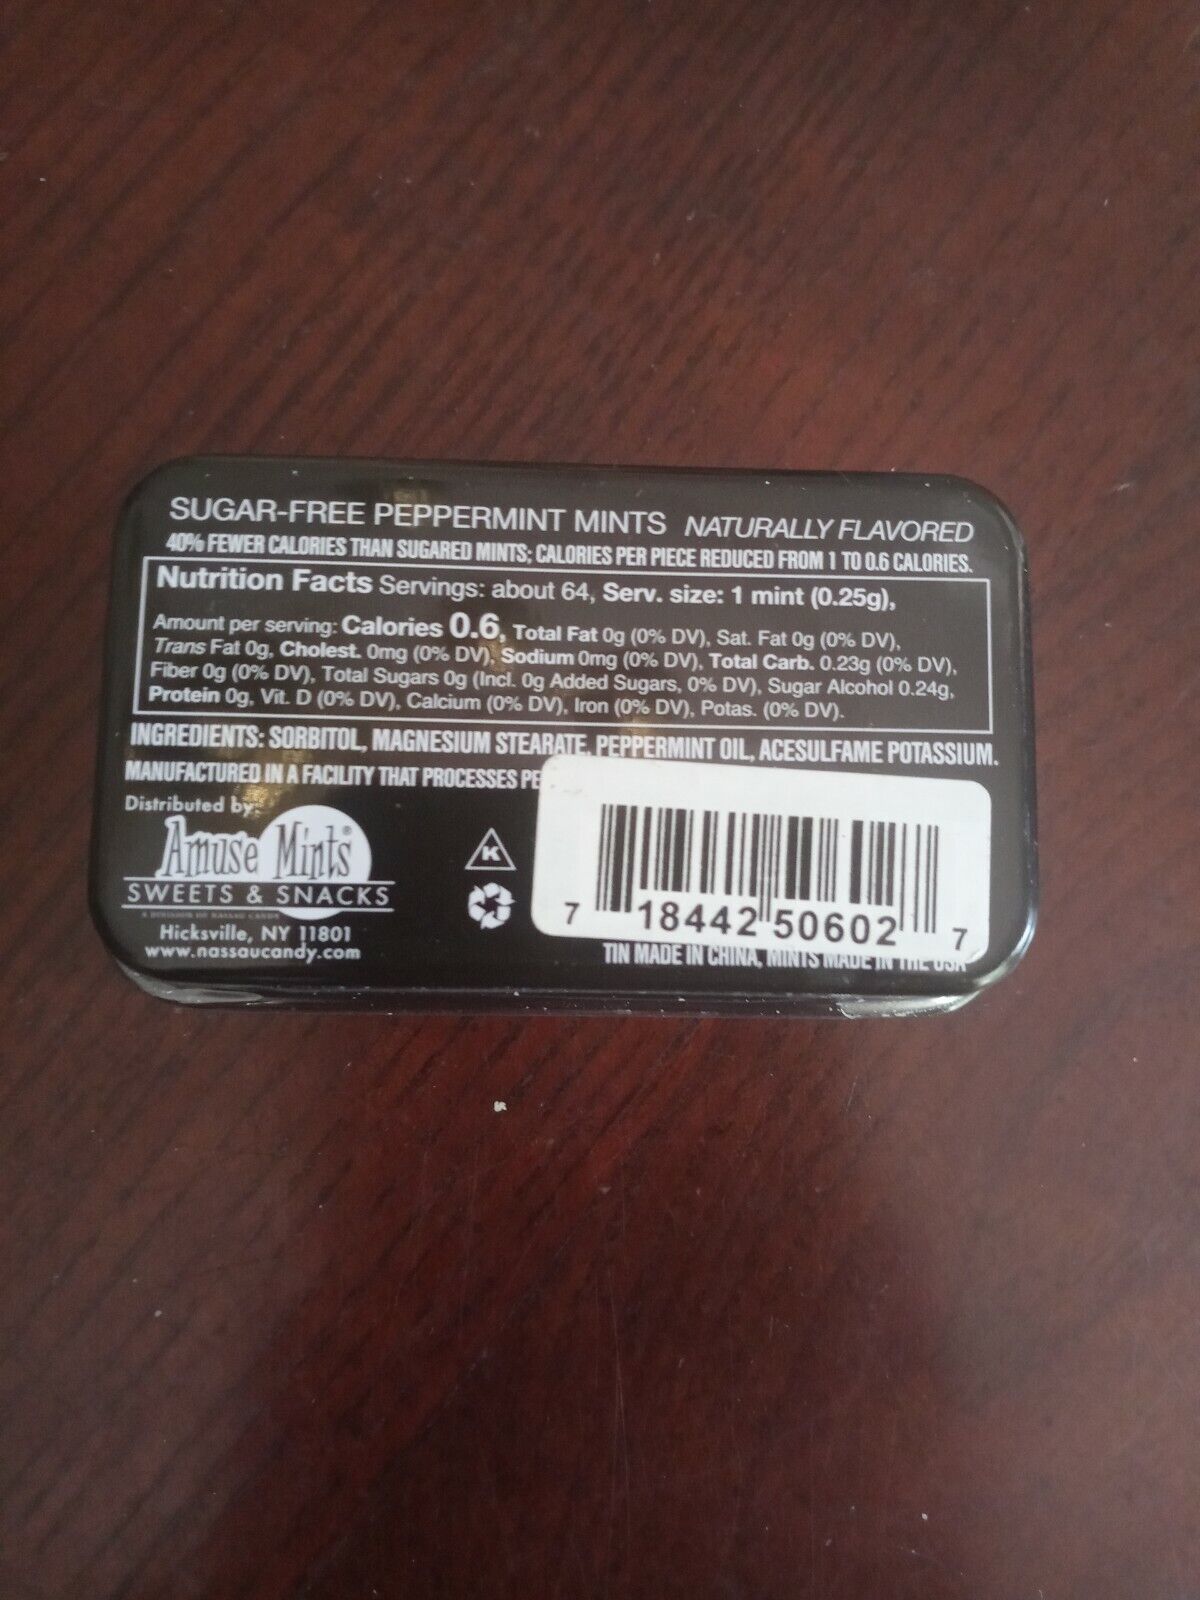 SUGAR-FREE PEPPERMINT MINTS NATURALLY FLAVORED
40% FEWER CALORIES THAN SUGARED MINTS; CALORIES PER PIECE REDUCED FROM 1 TO 0.6 CALORIES.
Nutrition Facts Servings: about 64, Serv. size: 1 mint (0.25g),
Amount per serving: Calories 0.6, Total Fat 0g (0% DV), Sat. Fat 0g (0% DV),
Trans Fat 0g, Cholest. 0mg (0% DV), Sodium 0mg (0% DV), Total Carb. 0.23g (0% DV),
Fiber 0g (0% DV), Total Sugars 0g (Incl. 0g Added Sugars, 0% DV), Sugar Alcohol 0.24g,
Protein 0g, Vit. D (0% DV), Calcium (0% DV), Iron (0% DV), Potas. (0% DV).
INGREDIENTS: SORBITOL, MAGNESIUM STEARATE, PEPPERMINT OIL, ACESULFAME POTASSIUM.
MANUFACTURED IN A FACILITY THAT PROCESSES
Distributed by:
Amuse Mints®
SWEETS & SNACKS
A DIVISION OF NASSAU CANDY
Hicksville, NY 11801
www.nassaucandy.com
K
7 18442 50602 7
TIN MADE IN CHINA, MINTS MADE IN THE USA